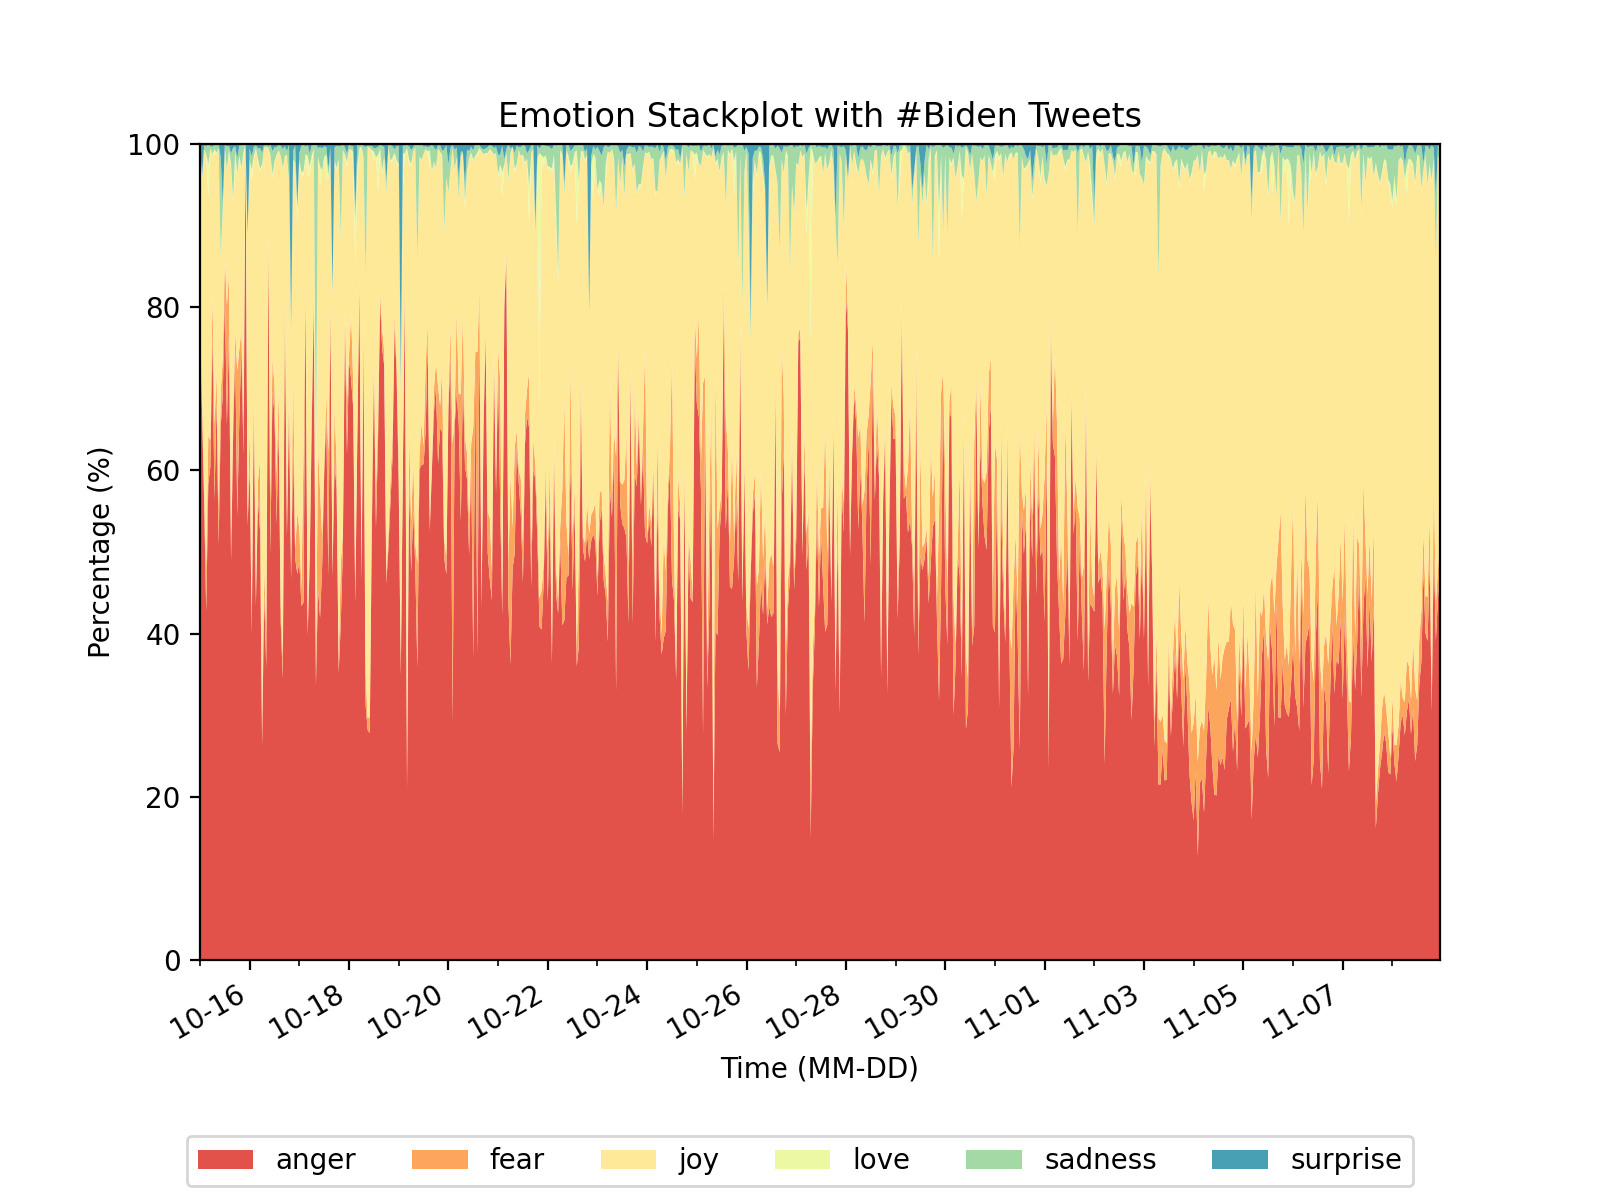 Emotion Stackplot with #Biden Tweets
100
80
60
40
20
0
Percentage (%)
10-16 10-18 10-20 10-22 10-24 10-26 10-28 10-30 11-01 11-03 11-05 11-07
Time (MM-DD)
anger fear joy love sadness surprise